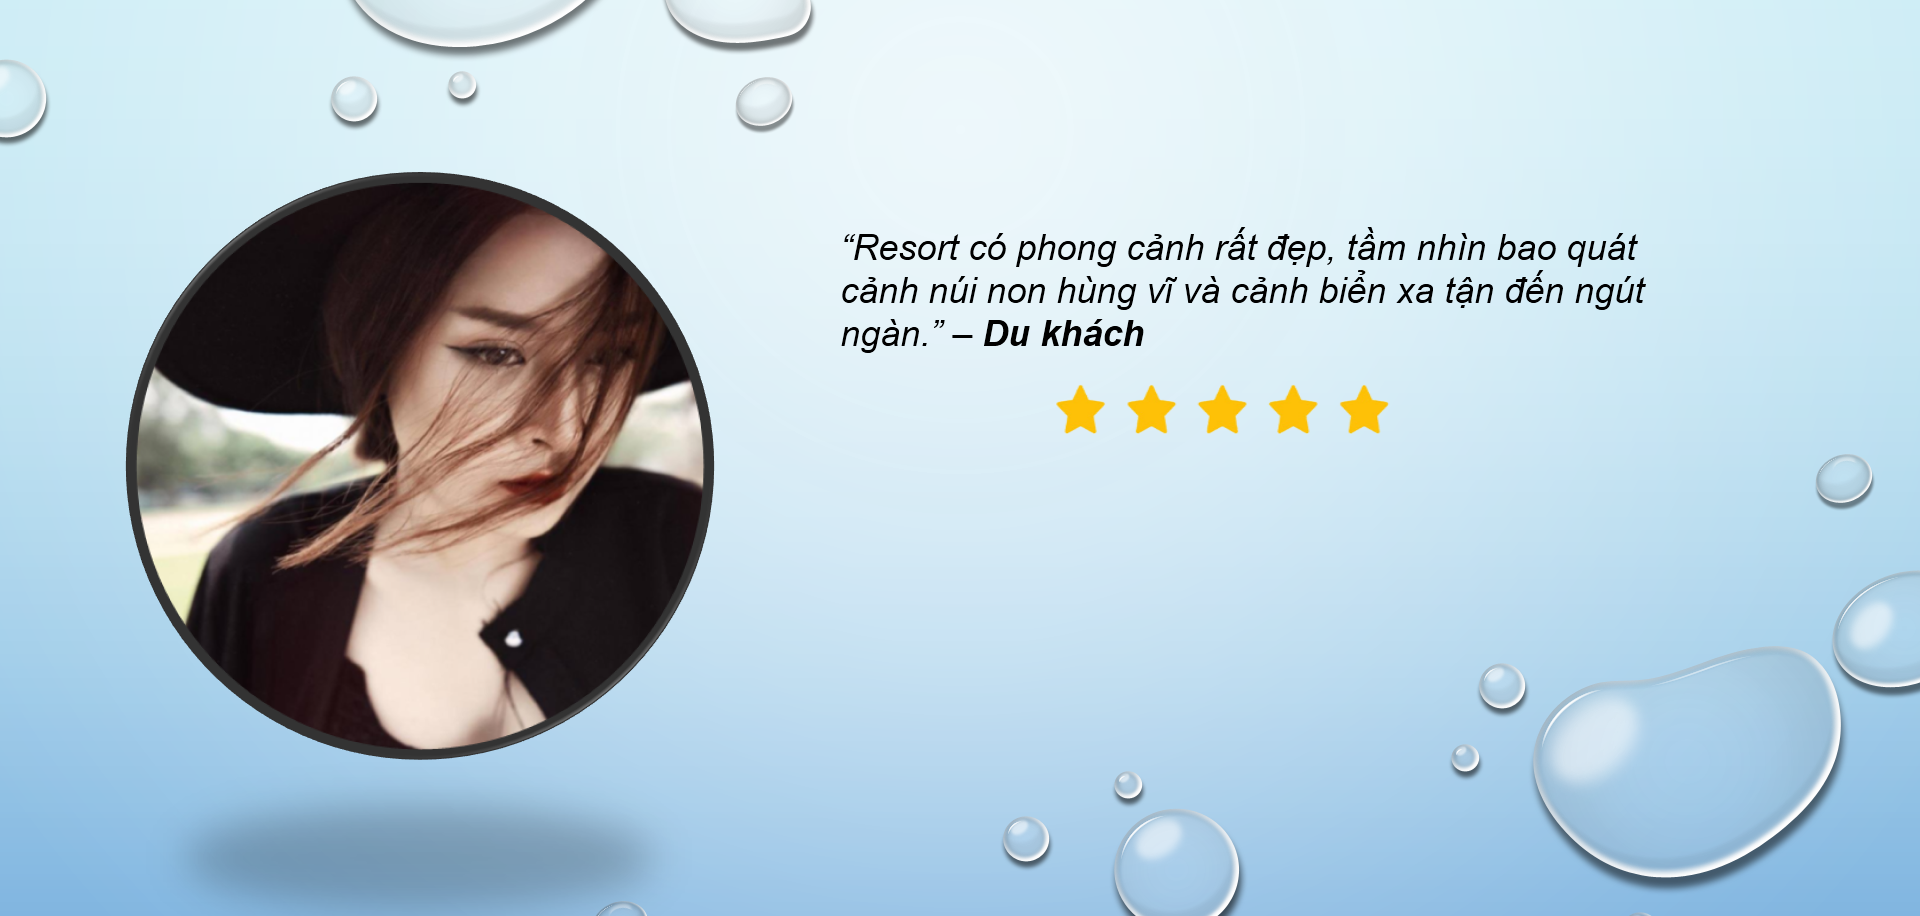 “Resort có phong cảnh rất đẹp, tầm nhìn bao quát
cảnh núi non hùng vĩ và cảnh biển xa tận đến ngút
ngàn.” – Du khách